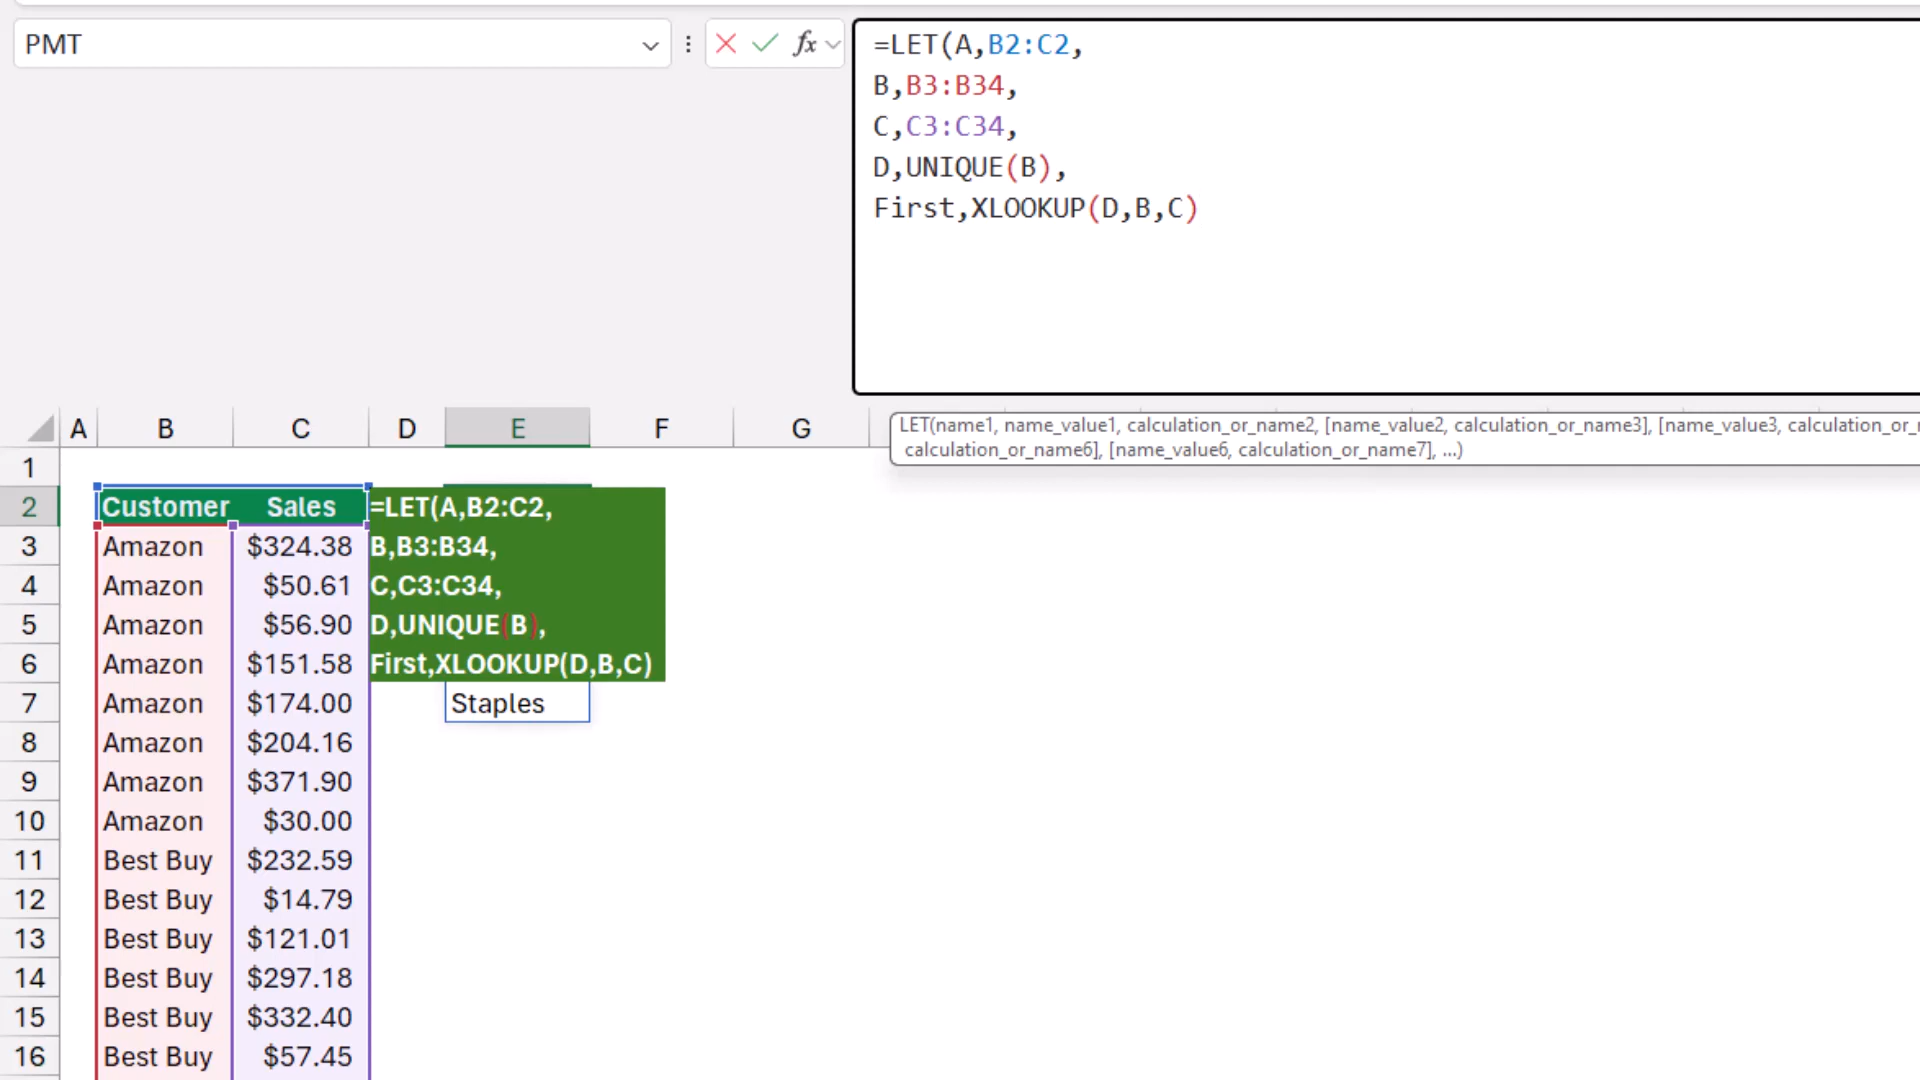 PMT
fx
=LET(A,B2:C2,
B,B3:B34,
C,C3:C34,
D,UNIQUE(B),
First,XLOOKUP(D,B,C)
LET(name1, name_value1, calculation_or_name2, [name_value2, calculation_or_name3], [name_value3, calculation_or_
calculation_or_name6], [name_value6, calculation_or_name7], ...)
A B C D E F G
1
2 Customer Sales =LET(A,B2:C2,
3 Amazon $324.38 B,B3:B34,
4 Amazon $50.61 C,C3:C34,
5 Amazon $56.90 D,UNIQUE(B),
6 Amazon $151.58 First,XLOOKUP(D,B,C)
7 Amazon $174.00 Staples
8 Amazon $204.16
9 Amazon $371.90
10 Amazon $30.00
11 Best Buy $232.59
12 Best Buy $14.79
13 Best Buy $121.01
14 Best Buy $297.18
15 Best Buy $332.40
16 Best Buy $57.45